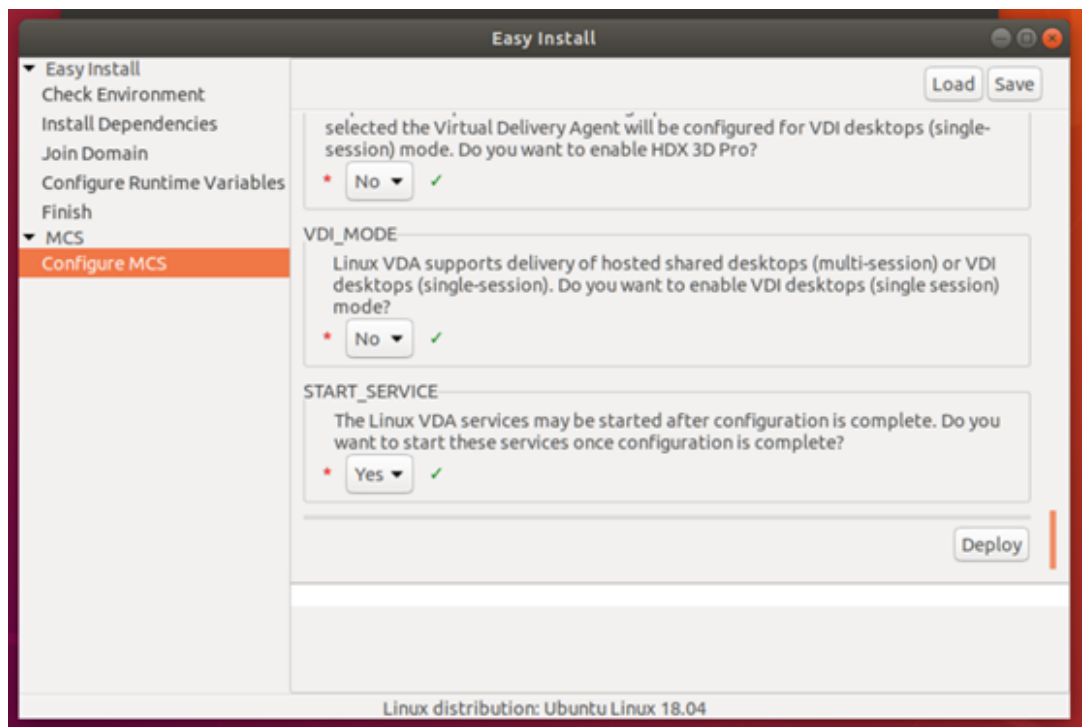 Easy Install
Easy Install
Check Environment
Install Dependencies
Join Domain
Configure Runtime Variables
Finish
MCS
Configure MCS
Load Save
selected the Virtual Delivery Agent will be configured for VDI desktops (single-
session) mode. Do you want to enable HDX 3D Pro?
* No ✓
VDI_MODE
Linux VDA supports delivery of hosted shared desktops (multi-session) or VDI
desktops (single-session). Do you want to enable VDI desktops (single session)
mode?
* No ✓
START_SERVICE
The Linux VDA services may be started after configuration is complete. Do you
want to start these services once configuration is complete?
* Yes ✓
Deploy
Linux distribution: Ubuntu Linux 18.04